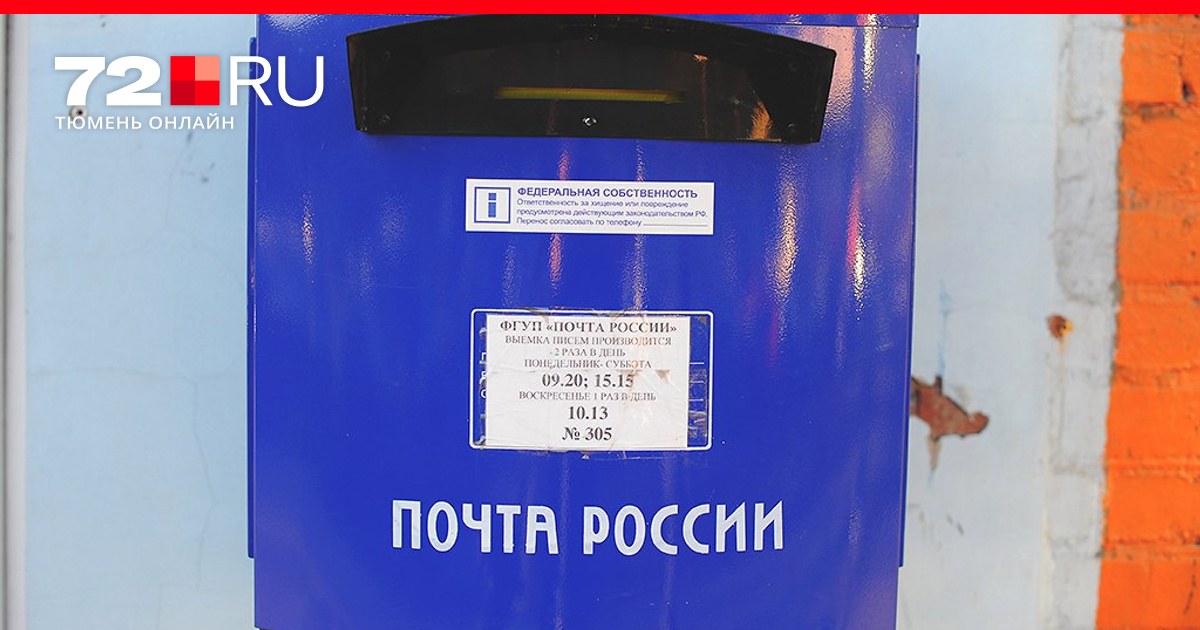 72.RU
ТЮМЕНЬ ОНЛАЙН
ФЕДЕРАЛЬНАЯ СОБСТВЕННОСТЬ
Ответственность за хищение или повреждение
предусмотрена действующим законодательством РФ.
Перенос согласовать по телефону
ФГУП «ПОЧТА РОССИИ»
ВЫЕМКА ПИСЕМ ПРОИЗВОДИТСЯ
2 РАЗА В ДЕНЬ
ПОНЕДЕЛЬНИК- СУББОТА
09.20; 15.15
ВОСКРЕСЕНЬЕ 1 РАЗ В ДЕНЬ
10.13
№ 305
ПОЧТА РОССИИ